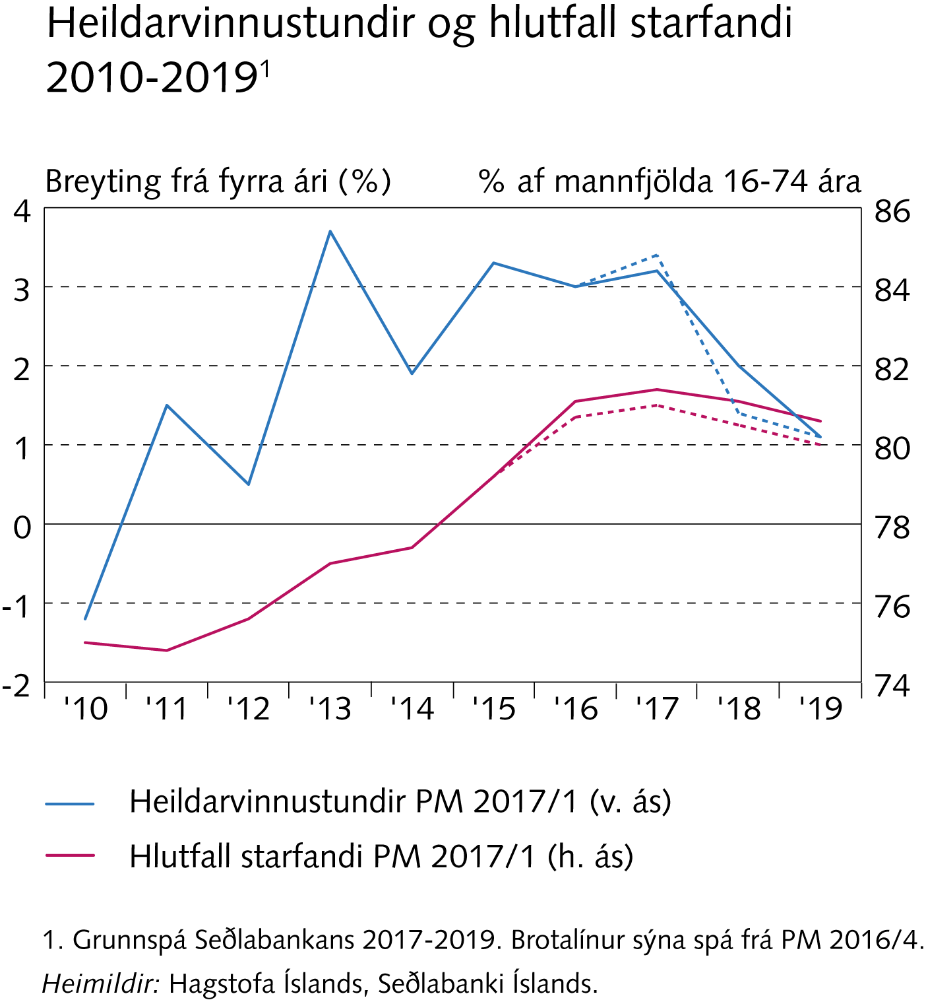 Heildarvinnustundir og hlutfall starfandi
2010-2019¹
Breyting frá fyrra ári (%) % af mannfjölda 16-74 ára
4 86
3 84
2 82
1 80
0 78
-1 76
-2 74
'10 '11 '12 '13 '14 '15 '16 '17 '18 '19
Heildarvinnustundir PM 2017/1 (v. ás)
Hlutfall starfandi PM 2017/1 (h. ás)
1. Grunnspá Seðlabankans 2017-2019. Brotalínur sýna spá frá PM 2016/4.
Heimildir: Hagstofa Íslands, Seðlabanki Íslands.